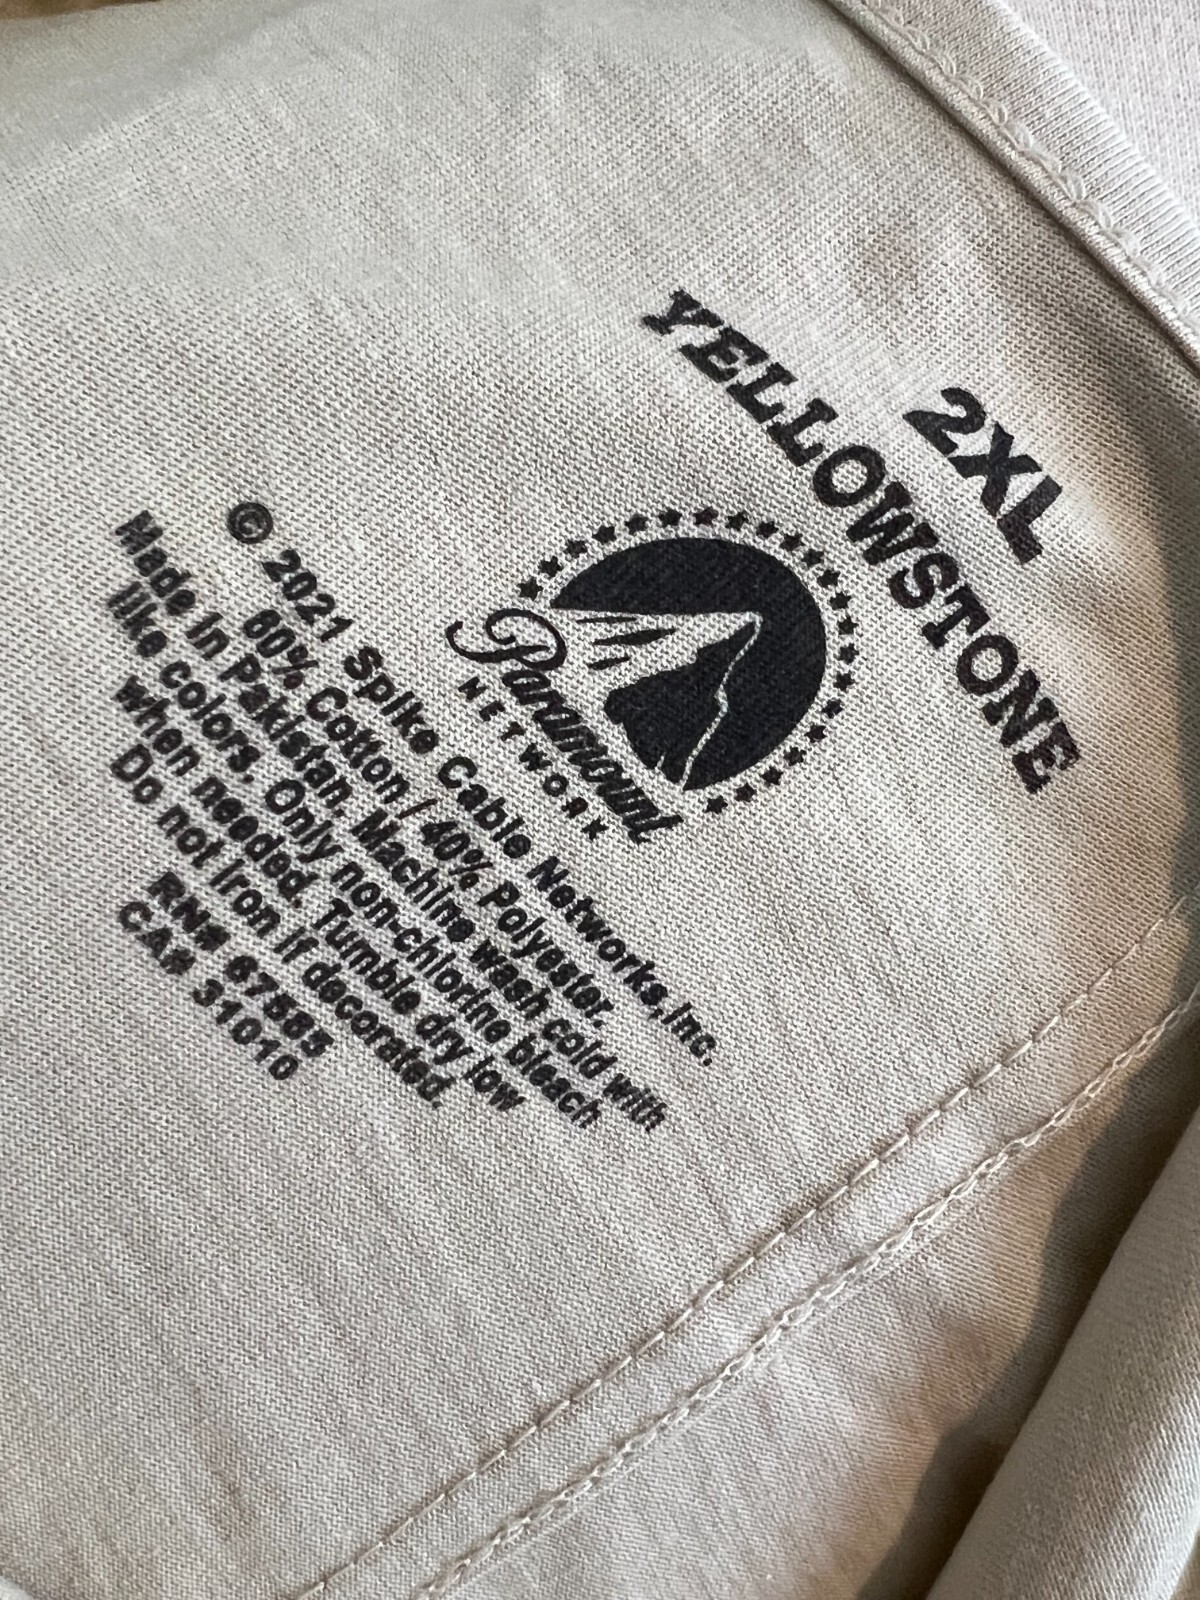 2XL
YELLOWSTONE
Paramount
NETWORK
© 2021 Spike Cable Networks, Inc.
60% Cotton / 40% Polyester.
Made In Pakistan. Machine wash cold with
like colors. Only non-chlorine bleach
when needed. Tumble dry low
Do not iron if decorated.
RN# 67585
CA# 31010